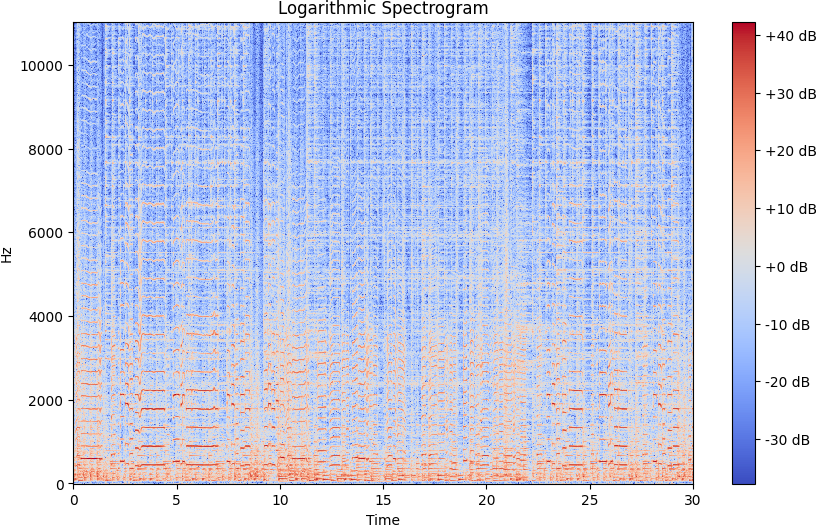 Logarithmic Spectrogram
Hz
10000
8000
6000
4000
2000
0
0 5 10 15 20 25 30
Time
+40 dB
+30 dB
+20 dB
+10 dB
+0 dB
-10 dB
-20 dB
-30 dB